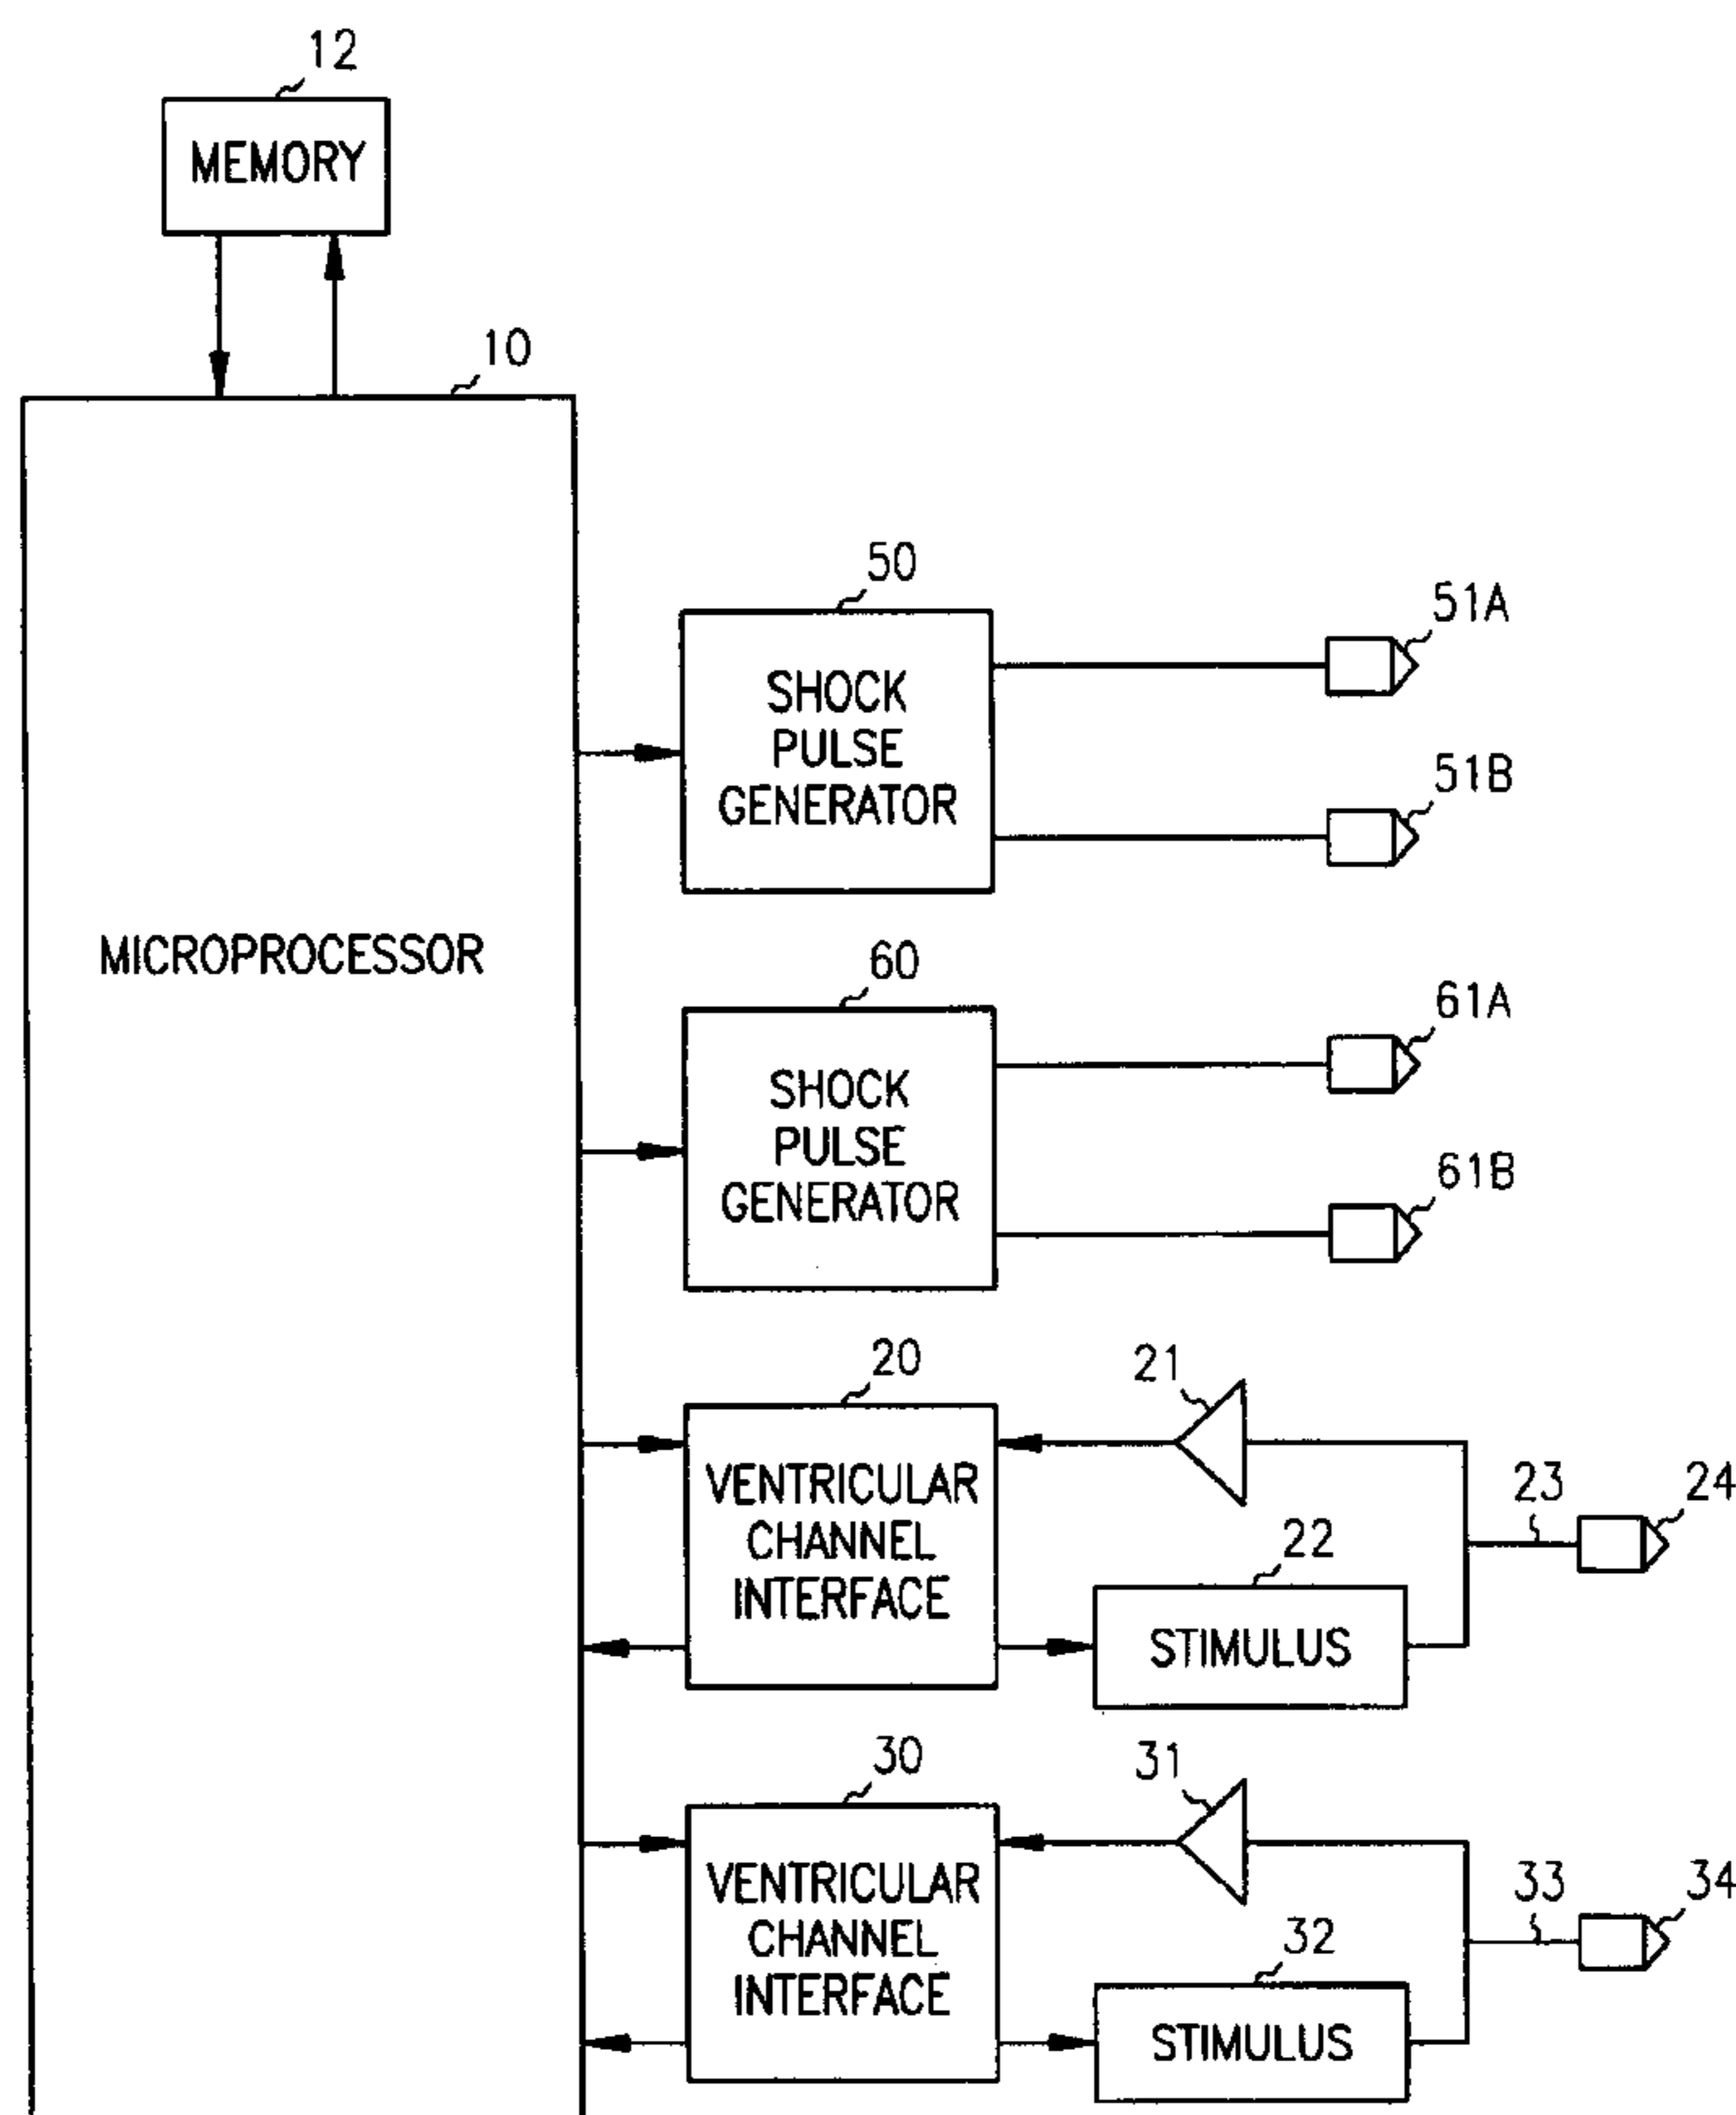 12
MEMORY
10
MICROPROCESSOR
50
SHOCK
PULSE
GENERATOR
51A
51B
60
SHOCK
PULSE
GENERATOR
61A
61B
20
VENTRICULAR
CHANNEL
INTERFACE
21
22
STIMULUS
23
24
30
VENTRICULAR
CHANNEL
INTERFACE
31
32
STIMULUS
33
34